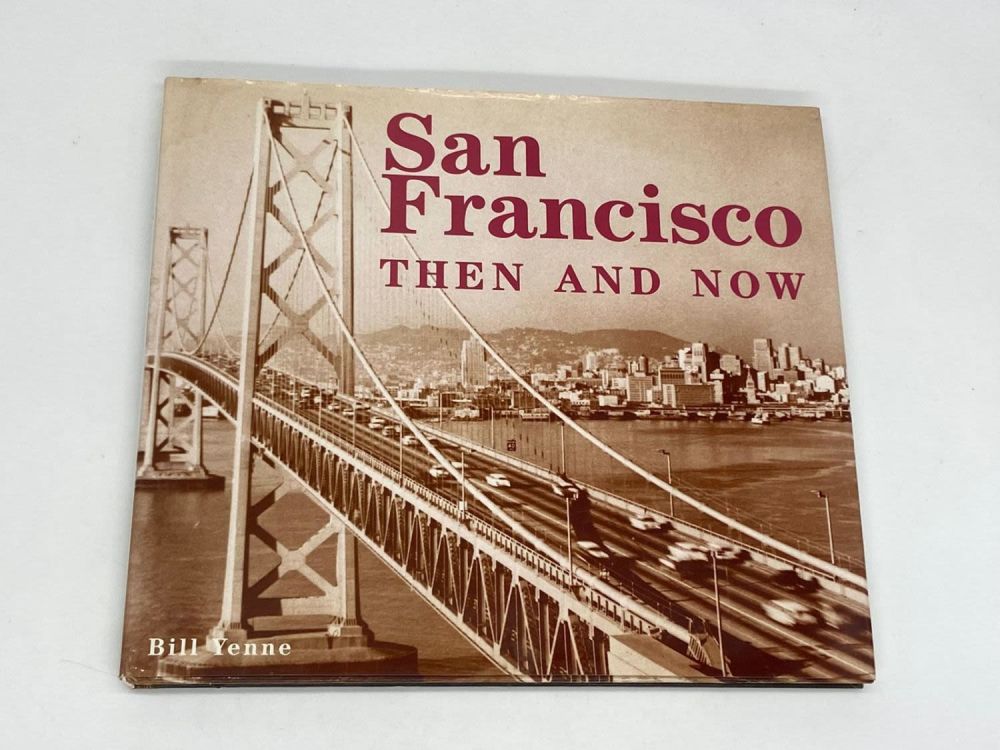 San
Francisco
THEN AND NOW
Bill Yenne